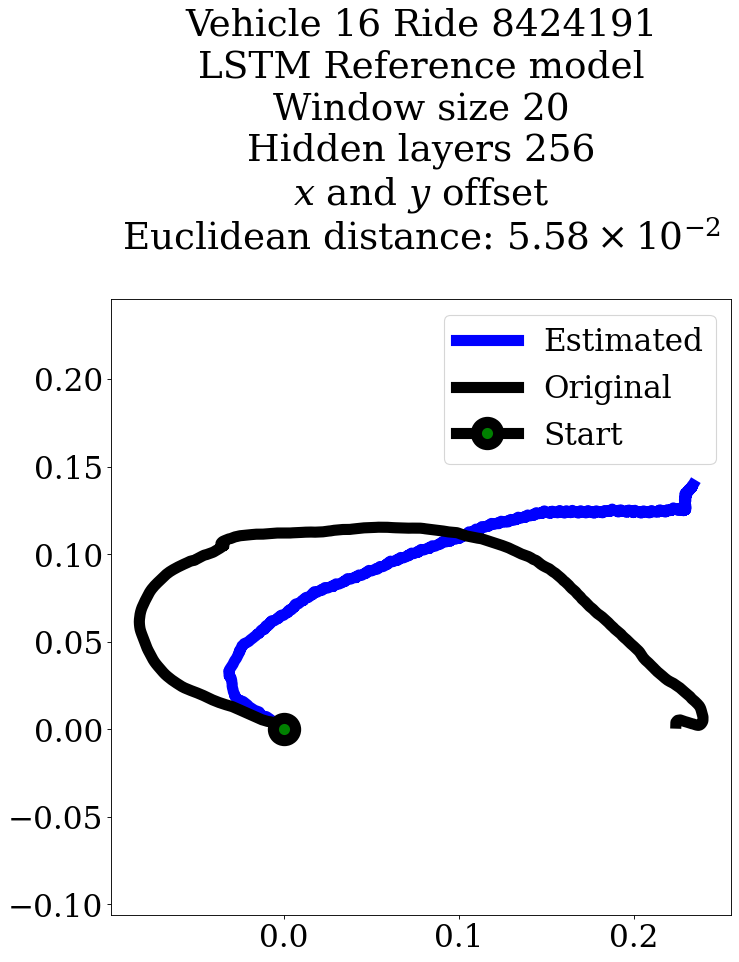 Vehicle 16 Ride 8424191
LSTM Reference model
Window size 20
Hidden layers 256
x and y offset
Euclidean distance: 5.58 × 10⁻²
Estimated
Original
Start
0.20
0.15
0.10
0.05
0.00
−0.05
−0.10
0.0 0.1 0.2